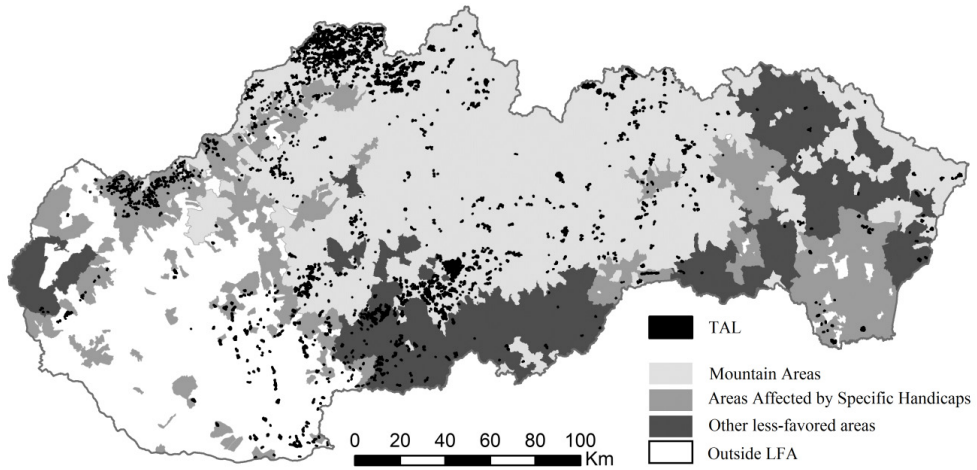 TAL
Mountain Areas
Areas Affected by Specific Handicaps
Other less-favored areas
Outside LFA
0 20 40 60 80 100
Km